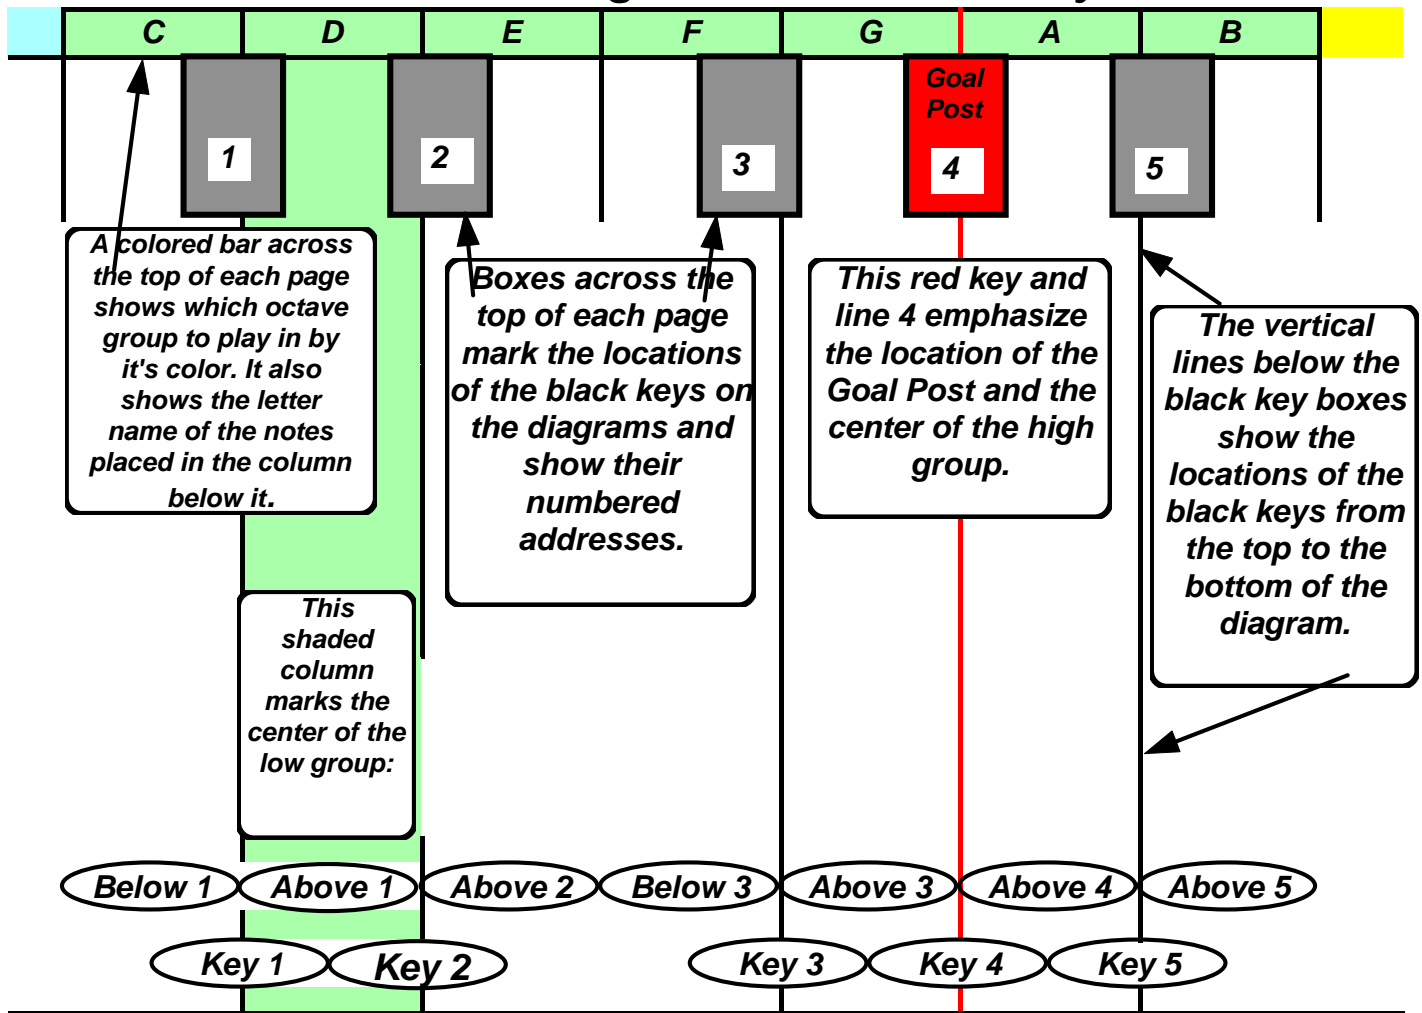 C D E F G A B
Goal
Post
1 2 3 4 5
A colored bar across
the top of each page
shows which octave
group to play in by
it's color. It also
shows the letter
name of the notes
placed in the column
below it.
Boxes across the
top of each page
mark the locations
of the black keys on
the diagrams and
show their
numbered
addresses.
This red key and
line 4 emphasize
the location of the
Goal Post and the
center of the high
group.
The vertical
lines below the
black key boxes
show the
locations of the
black keys from
the top to the
bottom of the
diagram.
This
shaded
column
marks the
center of the
low group:
Below 1 Above 1 Above 2 Below 3 Above 3 Above 4 Above 5
Key 1 Key 2 Key 3 Key 4 Key 5